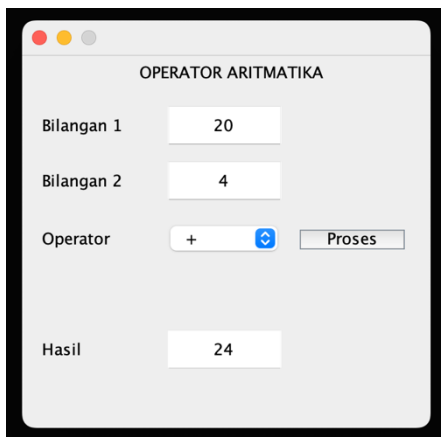 OPERATOR ARITMATIKA
Bilangan 1 20
Bilangan 2 4
Operator + Proses
Hasil 24